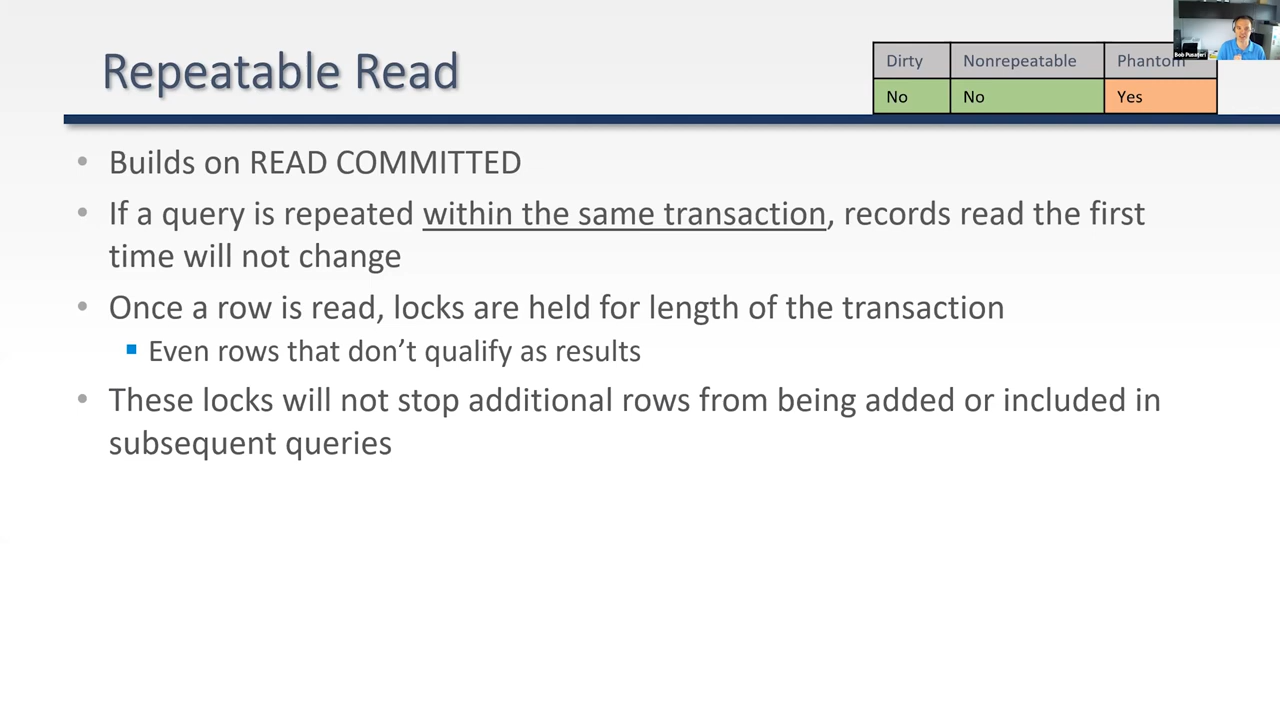 Repeatable Read
Dirty Nonrepeatable Phantom
No No Yes
Bob Pusateri
Builds on READ COMMITTED
If a query is repeated within the same transaction, records read the first
time will not change
Once a row is read, locks are held for length of the transaction
Even rows that don’t qualify as results
These locks will not stop additional rows from being added or included in
subsequent queries